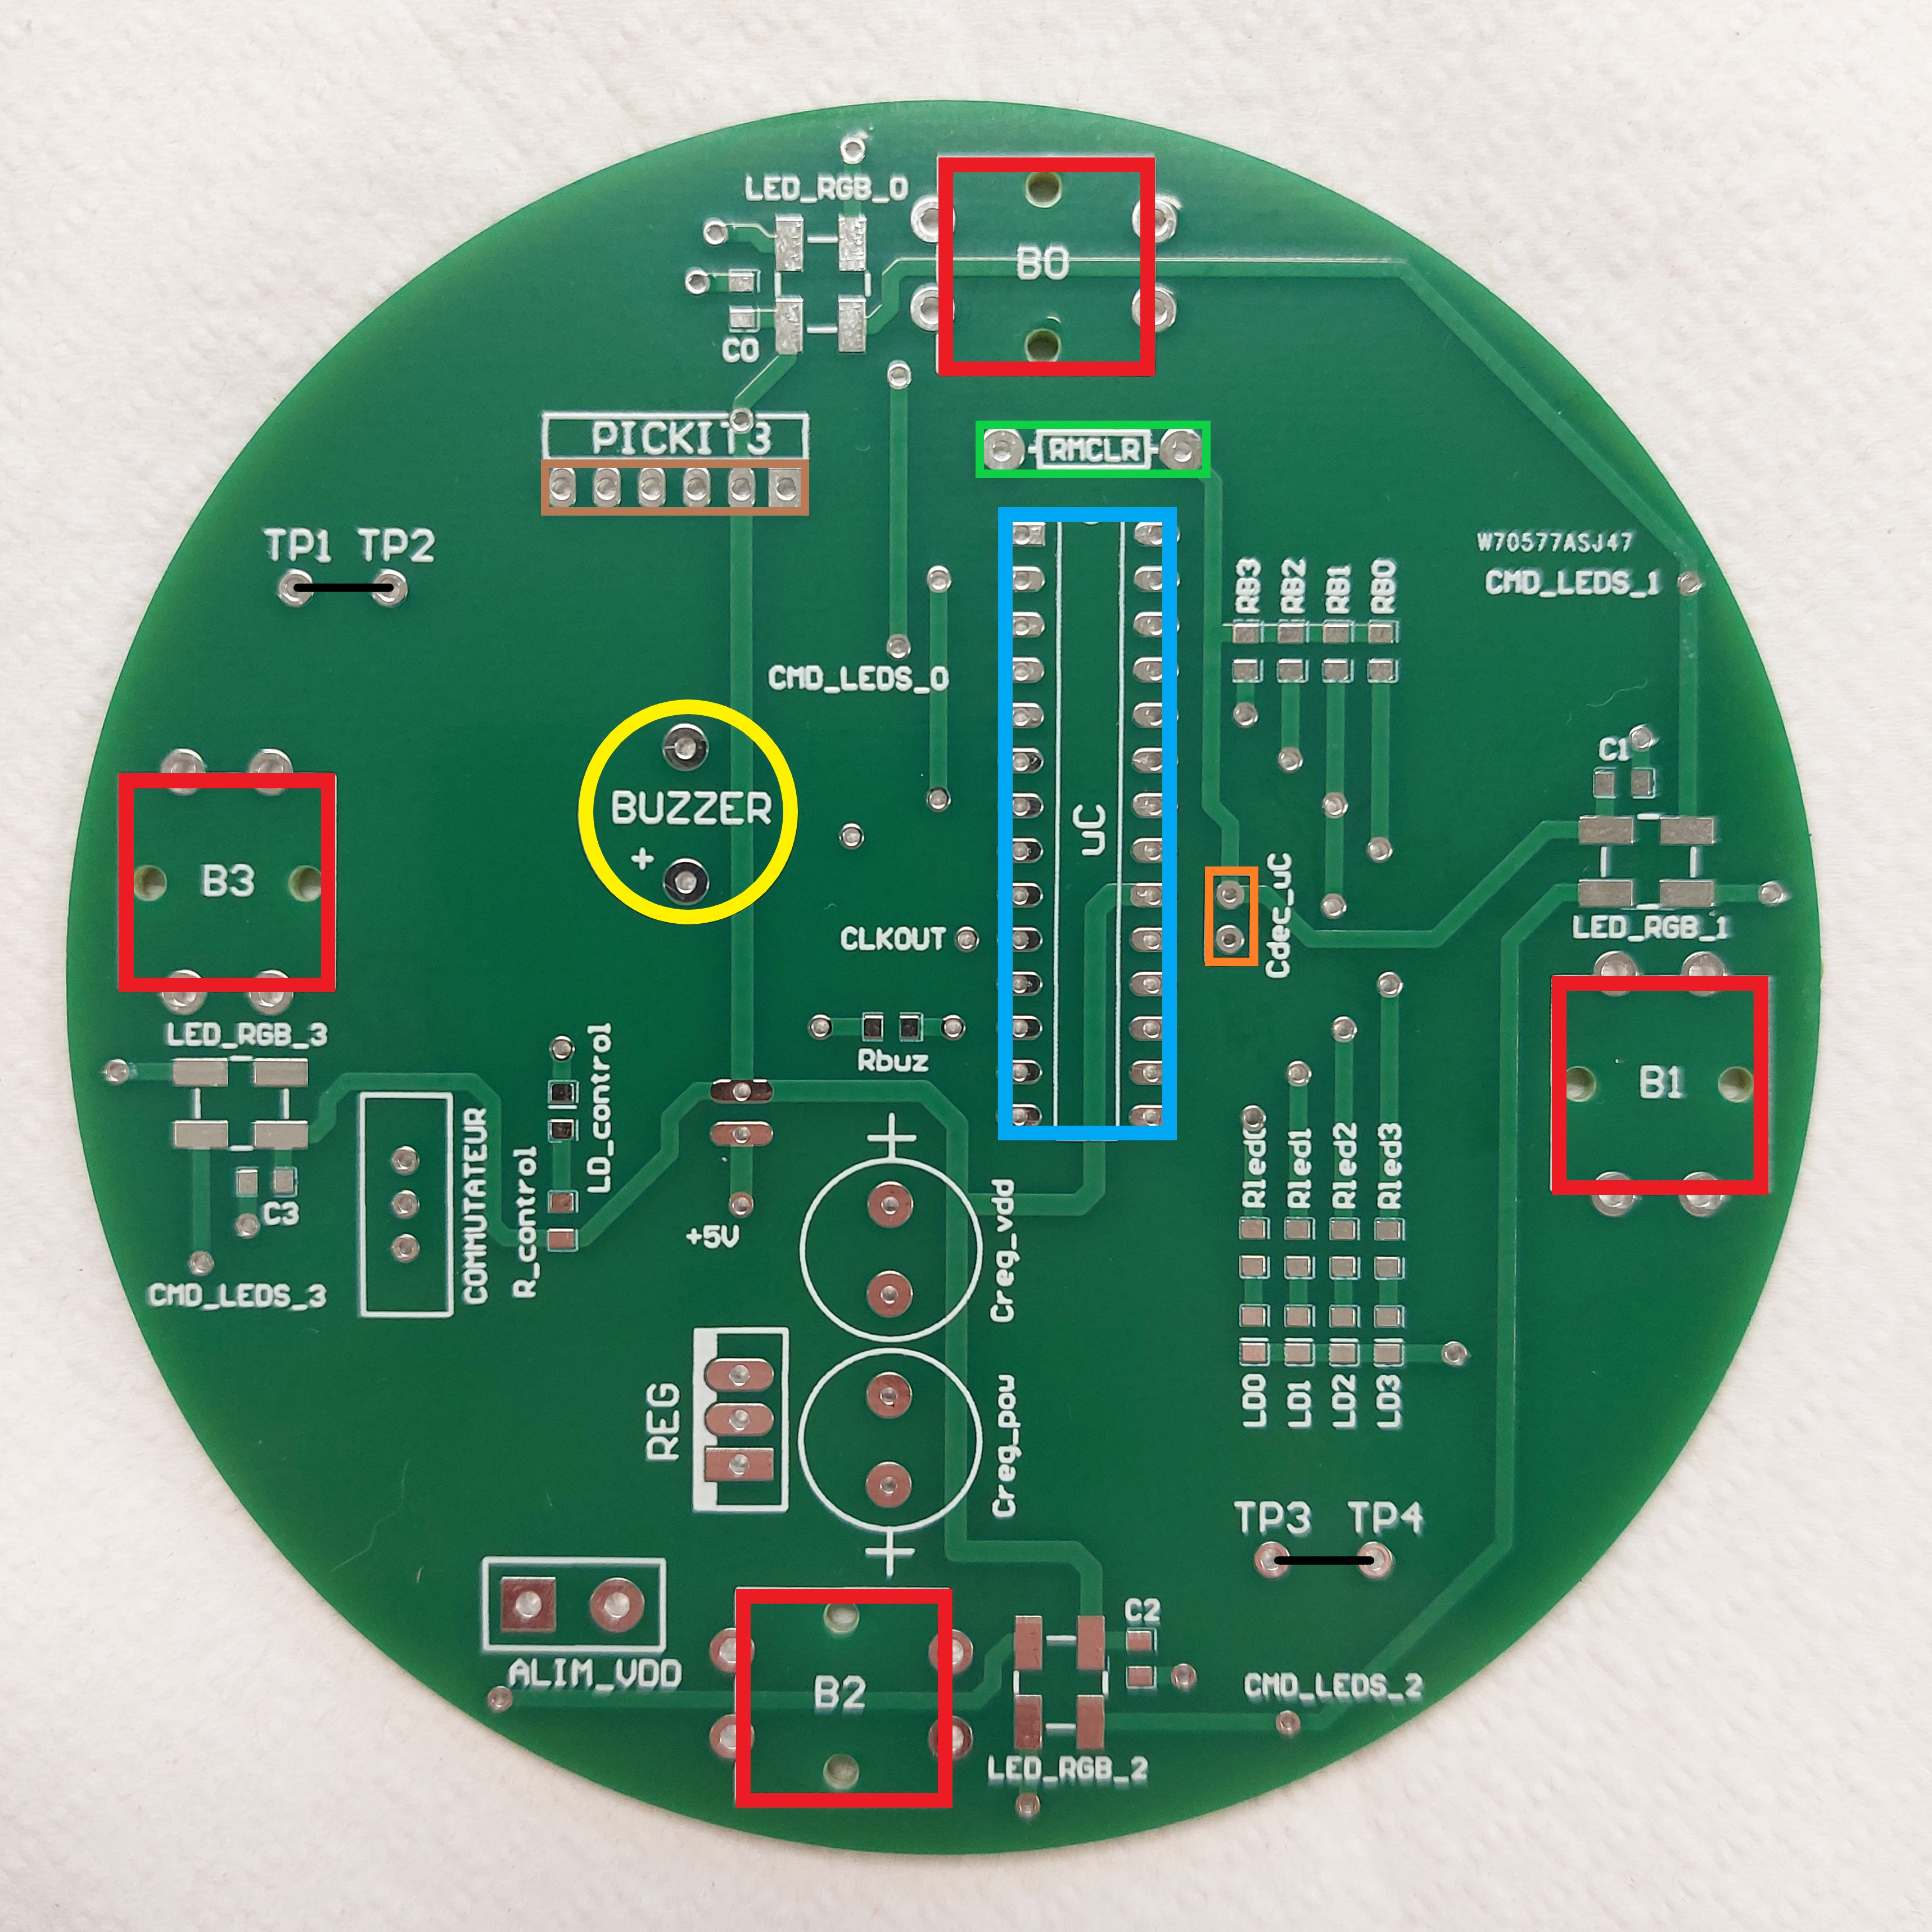 LED_RGB_0
B0
C0
PICKIT3
RMCLR
TP1 TP2
W70577ASJ47
CMD_LEDS_1
RB3
RB2
RB1
RB0
CMD_LEDS_0
C1
BUZZER
+
uC
B3
Cdec_uC
CLKOUT
LED_RGB_1
LED_RGB_3
Rbuz
B1
LD_control
COMMUTATEUR
R_control
C3
+5V
+
Creg_vdd
Rled0
Rled1
Rled2
Rled3
CMD_LEDS_3
REG
Creg_pou
+
LD0
LD1
LD2
LD3
TP3 TP4
ALIM_VDD
B2
C2
CMD_LEDS_2
LED_RGB_2